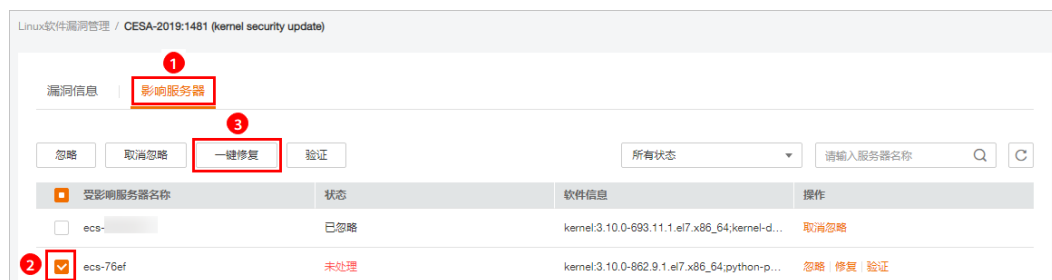 Linux软件漏洞管理 / CESA-2019:1481 (kernel security update)
1
漏洞信息 影响服务器
3
忽略 取消忽略 一键修复 验证 所有状态 请输入服务器名称
受影响服务器名称 状态 软件信息 操作
ecs- 已忽略 kernel:3.10.0-693.11.1.el7.x86_64;kernel-d... 取消忽略
2 ecs-76ef 未处理 kernel:3.10.0-862.9.1.el7.x86_64;python-p... 忽略 修复 验证